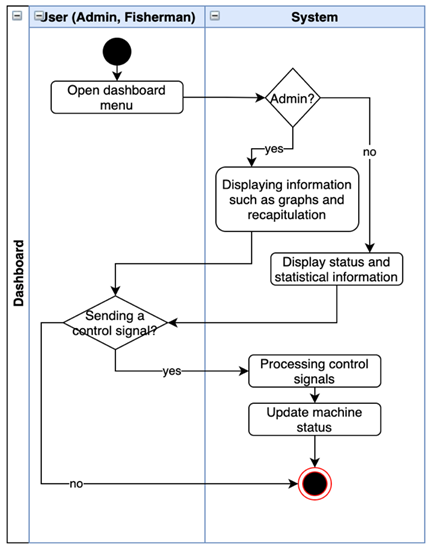 User (Admin, Fisherman)
System
Dashboard
Open dashboard
menu
Admin?
yes
no
Displaying information
such as graphs and
recapitulation
Display status and
statistical information
Sending a
control signal?
yes
Processing control
signals
Update machine
status
no